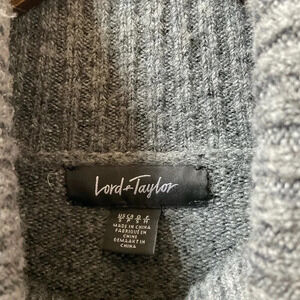 Lord & Taylor
MADE IN CHINA
FABRIQUÉ EN
CHINE
GEMAAKT IN
CHINA